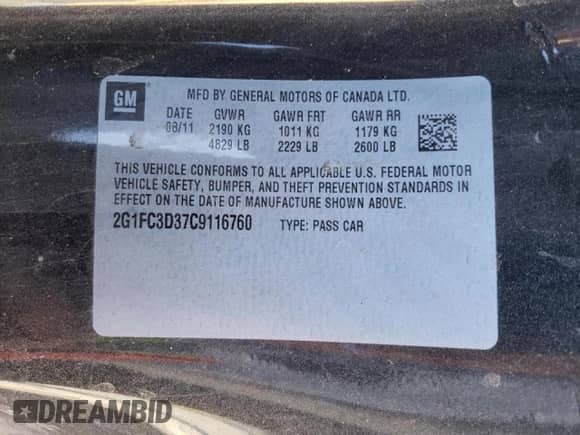 GM
MFD BY GENERAL MOTORS OF CANADA LTD.
DATE GVWR GAWR FRT GAWR RR
08/11 2190 KG 1011 KG 1179 KG
4829 LB 2229 LB 2600 LB
THIS VEHICLE CONFORMS TO ALL APPLICABLE U.S. FEDERAL MOTOR
VEHICLE SAFETY, BUMPER, AND THEFT PREVENTION STANDARDS IN
EFFECT ON THE DATE OF MANUFACTURE SHOWN ABOVE.
2G1FC3D37C9116760 TYPE: PASS CAR
DREAMBID